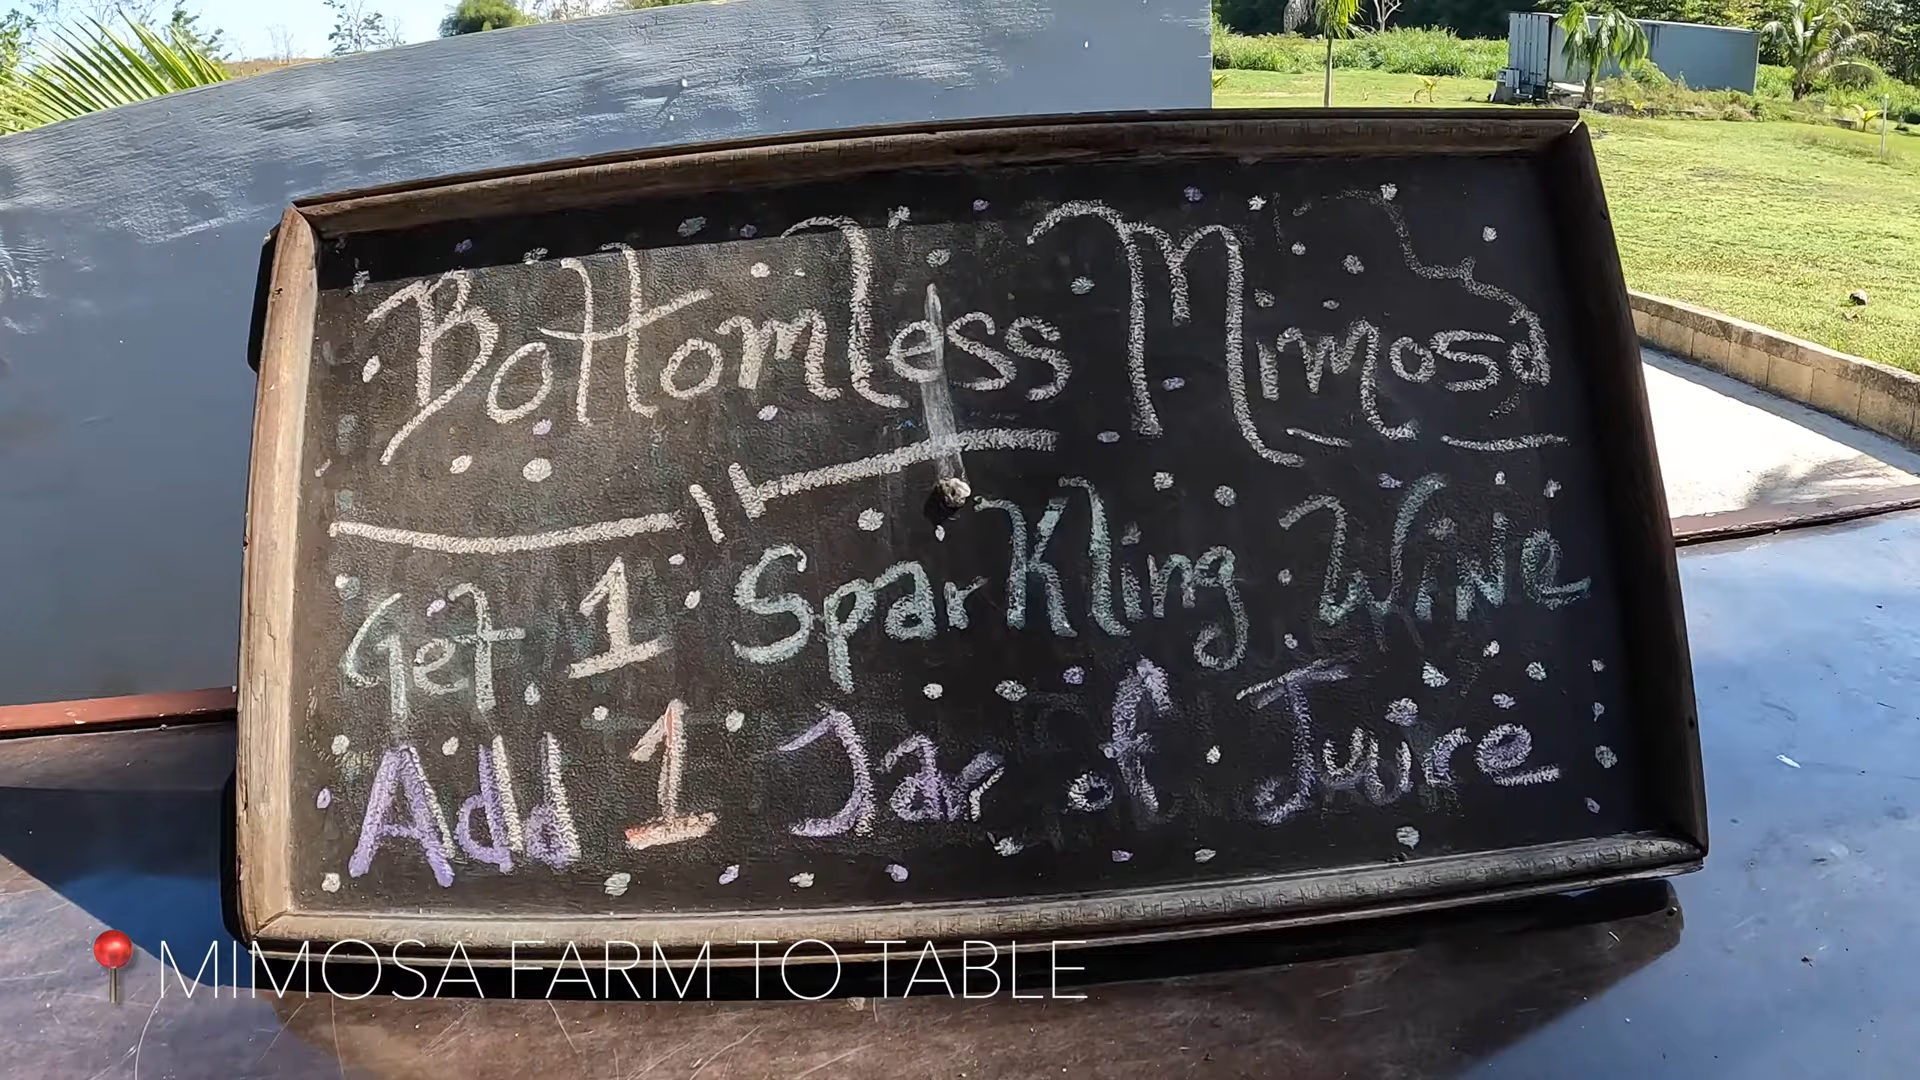 Bottomless Mimosa
Get 1 Sparkling Wine
Add 1 Jar of Juice
MIMOSA FARM TO TABLE